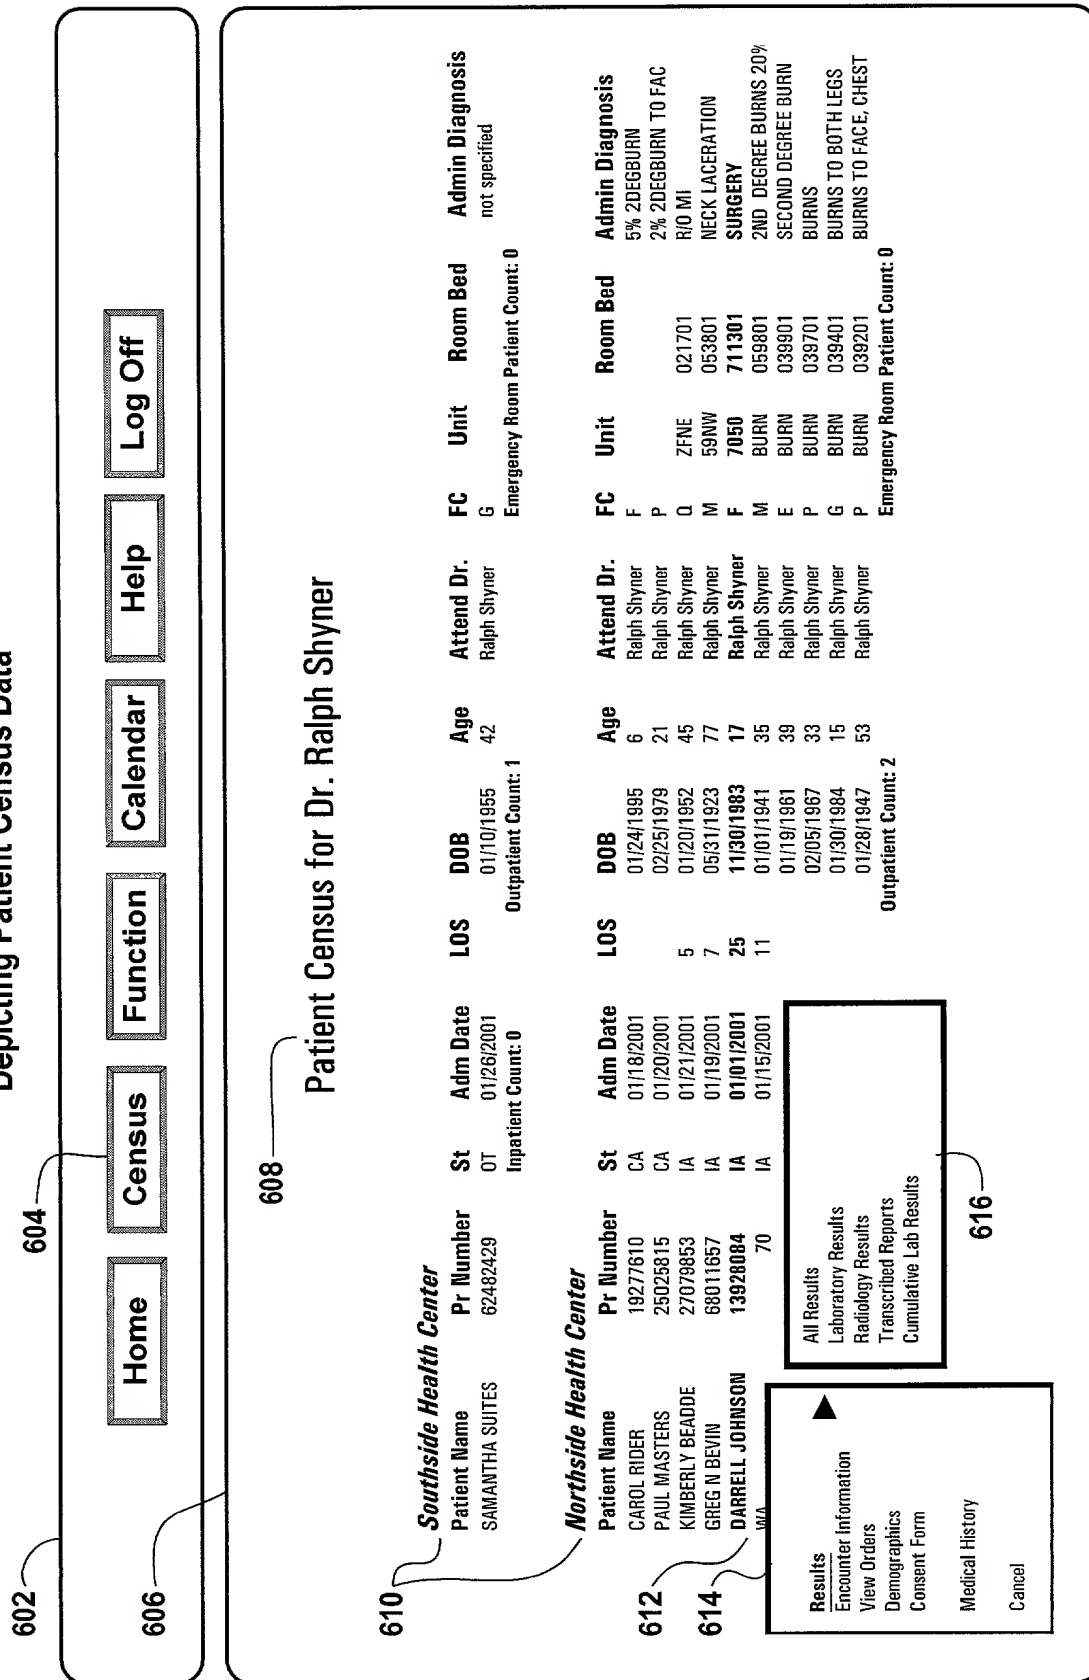 Depicting Patient Census Data
602
604
Home Census Function Calendar Help Log Off
606
608
Patient Census for Dr. Ralph Shyner
610
Southside Health Center
Patient Name Pr Number St Adm Date LOS DOB Age Attend Dr. FC Unit Room Bed Admin Diagnosis
SAMANTHA SUITES 62482429 OT 01/26/2001 01/10/1955 42 Ralph Shyner G not specified
Inpatient Count: 0 Outpatient Count: 1 Emergency Room Patient Count: 0
Northside Health Center
Patient Name Pr Number St Adm Date LOS DOB Age Attend Dr. FC Unit Room Bed Admin Diagnosis
CAROL RIDER 19277610 CA 01/18/2001 01/24/1995 6 Ralph Shyner F 5% 2DEGBURN
PAUL MASTERS 25025815 CA 01/20/2001 02/25/1979 21 Ralph Shyner P 2% 2DEGBURN TO FAC
KIMBERLY BEADDE 27079853 IA 01/21/2001 5 01/20/1952 45 Ralph Shyner Q ZFNE 021701 R/O MI
GREG N BEVIN 68011657 IA 01/19/2001 7 05/31/1923 77 Ralph Shyner M 59NW 053801 NECK LACERATION
612
DARRELL JOHNSON 13928084 IA 01/01/2001 25 11/30/1983 17 Ralph Shyner F 7050 711301 SURGERY
70 IA 01/15/2001 11 01/01/1941 35 Ralph Shyner M BURN 059801 2ND DEGREE BURNS 20%
01/19/1961 39 Ralph Shyner E BURN 039901 SECOND DEGREE BURN
02/05/1967 33 Ralph Shyner P BURN 039701 BURNS
01/30/1984 15 Ralph Shyner G BURN 039401 BURNS TO BOTH LEGS
01/28/1947 53 Ralph Shyner P BURN 039201 BURNS TO FACE, CHEST
Outpatient Count: 2 Emergency Room Patient Count: 0
614
Results
Encounter Information
View Orders
Demographics
Consent Form
Medical History
Cancel
All Results
Laboratory Results
Radiology Results
Transcribed Reports
Cumulative Lab Results
616